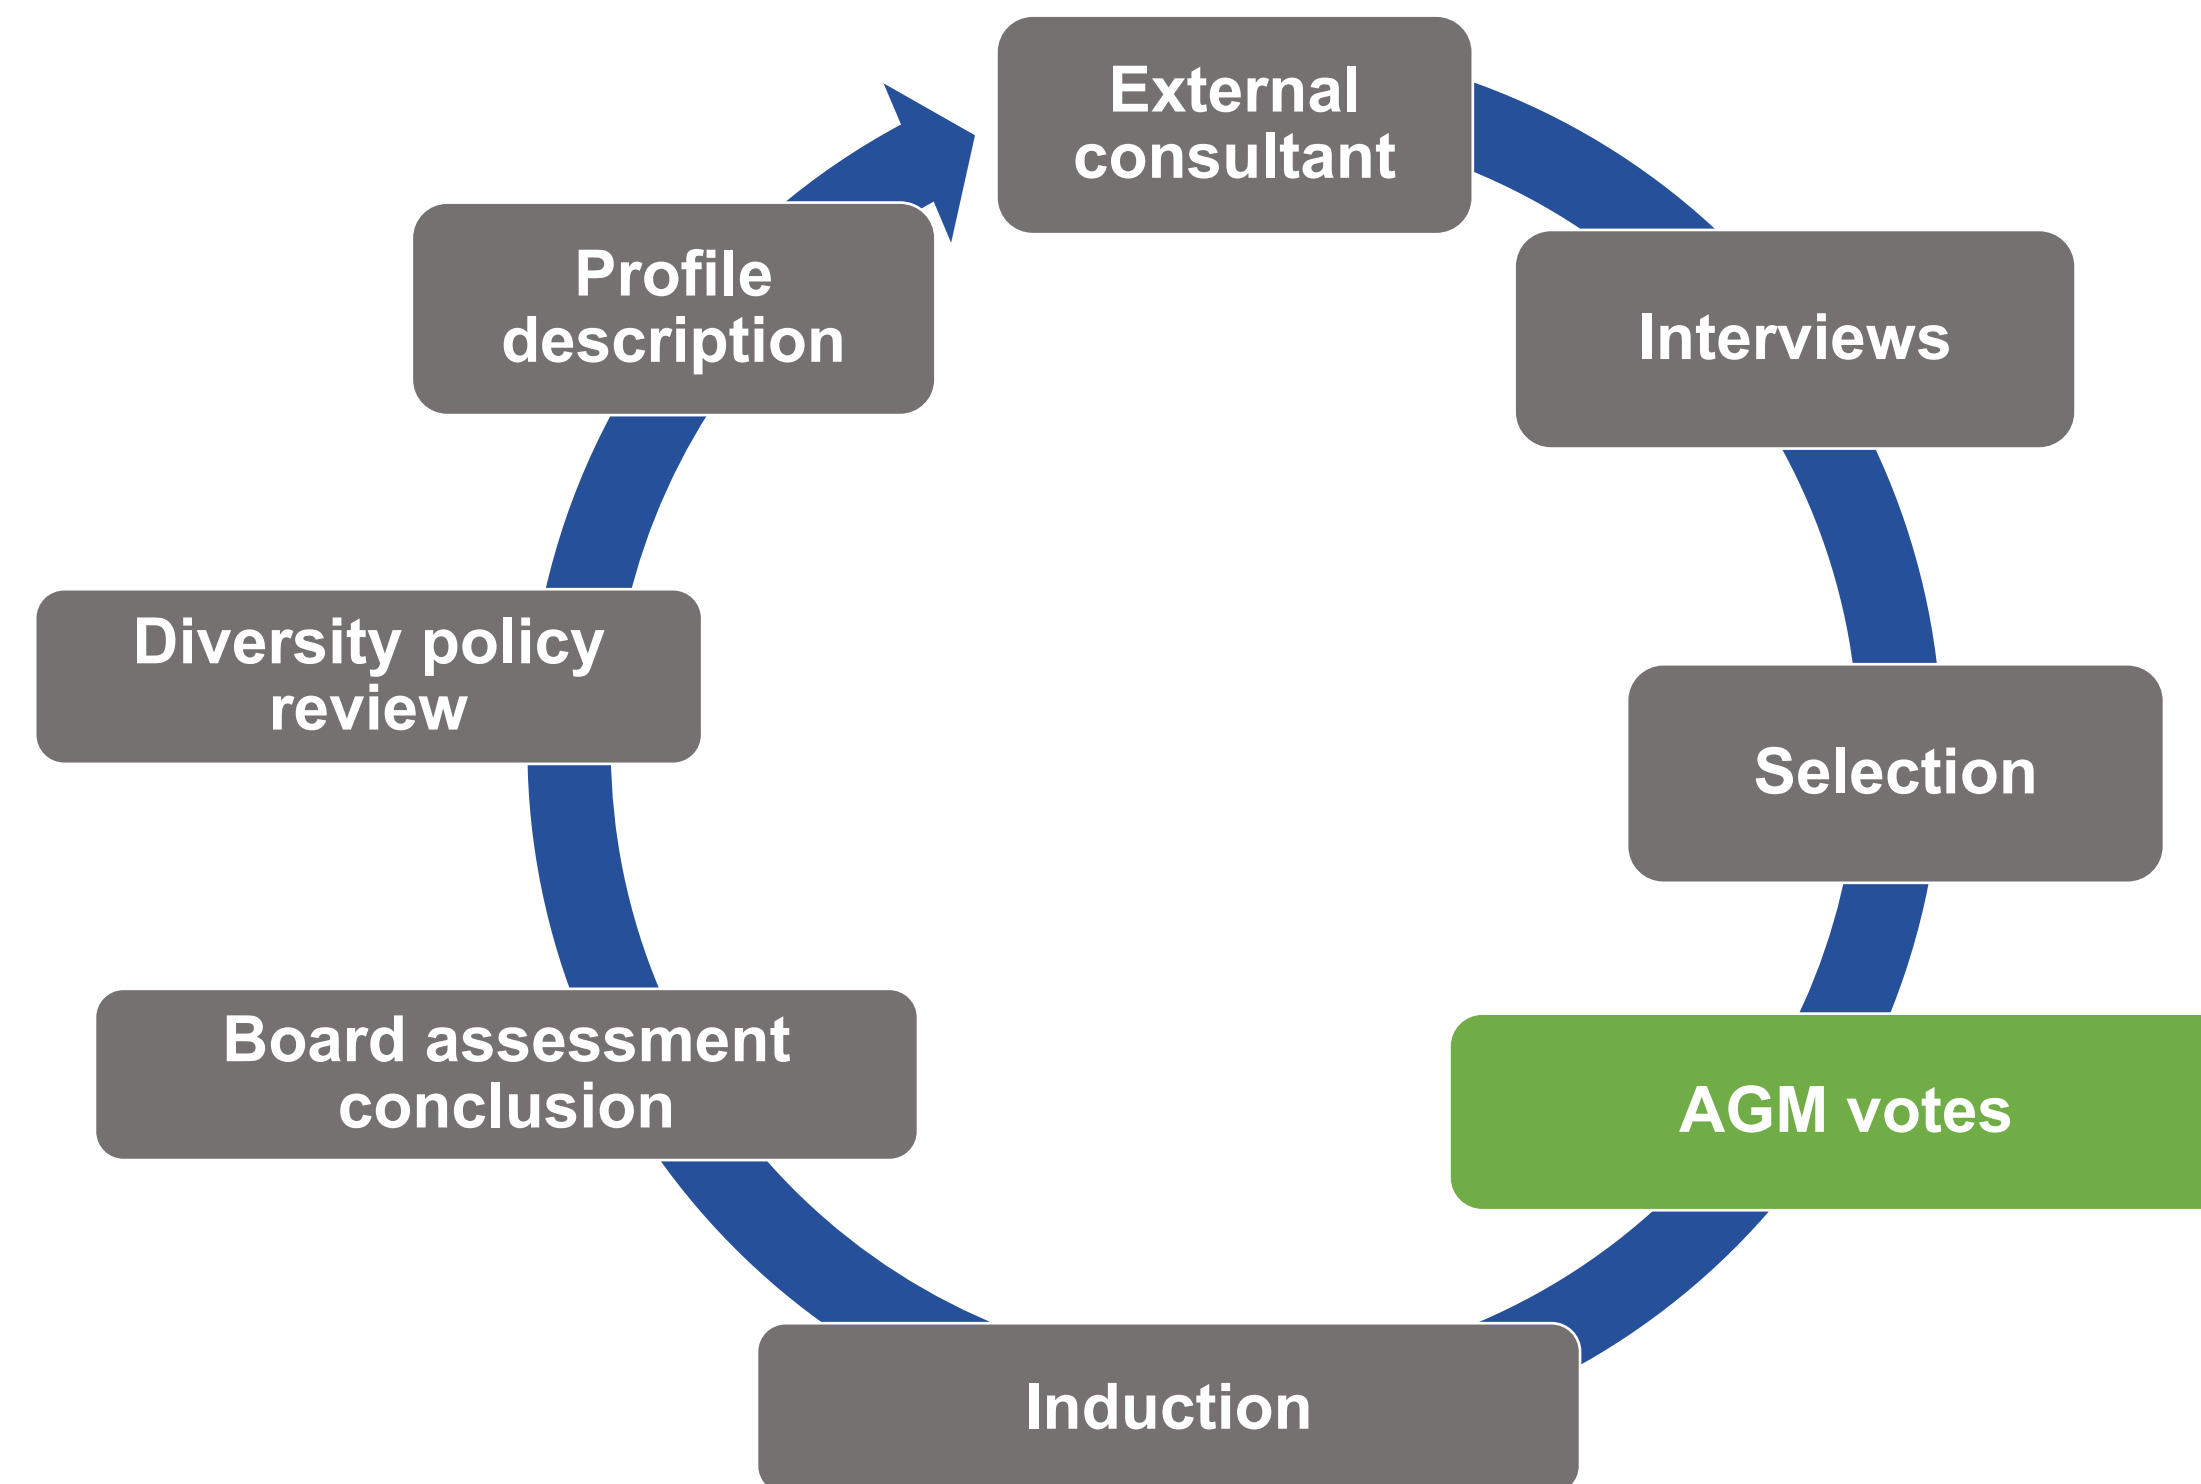 External
consultant
Interviews
Selection
AGM votes
Induction
Board assessment
conclusion
Diversity policy
review
Profile
description